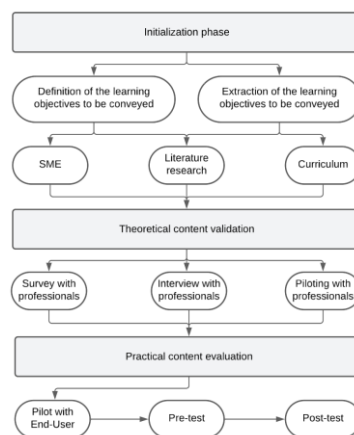 Initialization phase
Definition of the learning
objectives to be conveyed
Extraction of the learning
objectives to be conveyed
SME
Literature
research
Curriculum
Theoretical content validation
Survey with
professionals
Interview with
professionals
Piloting with
professionals
Practical content evaluation
Pilot with
End-User
Pre-test
Post-test